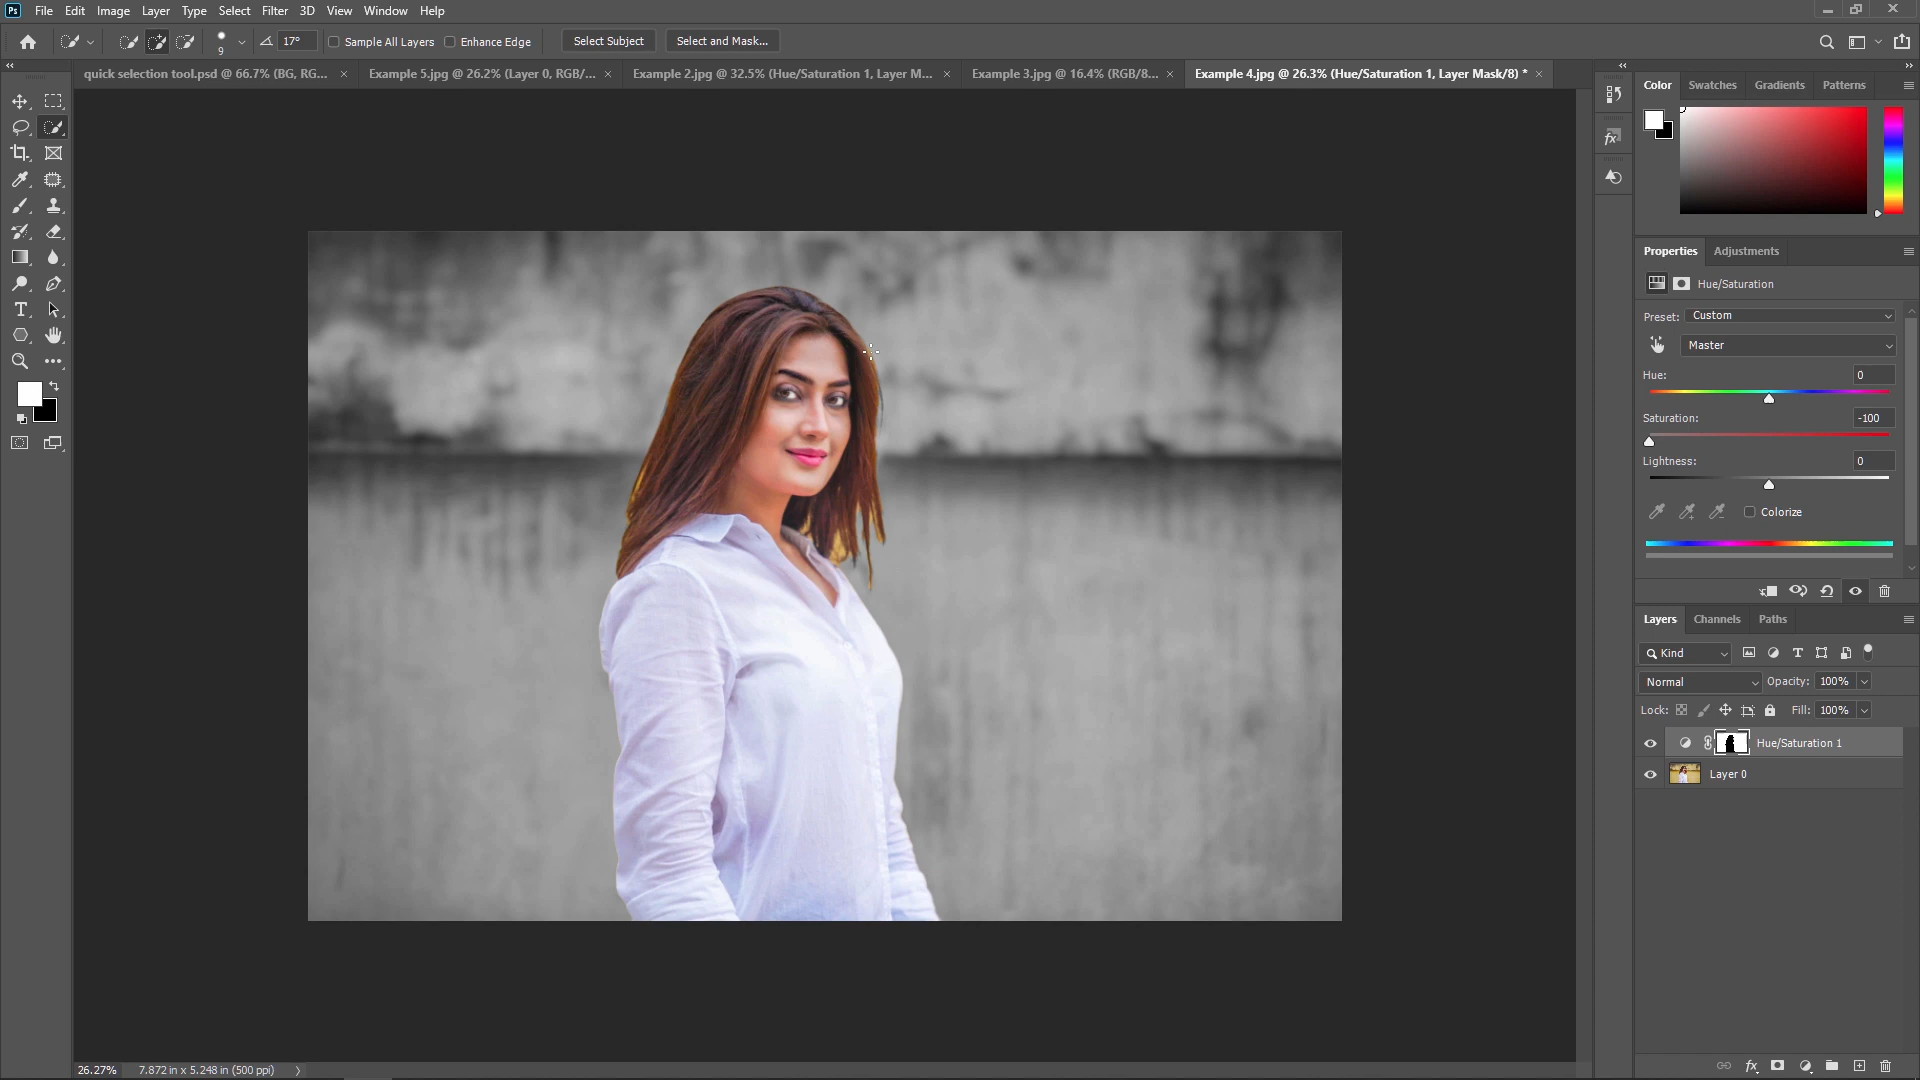 Ps File Edit Image Layer Type Select Filter 3D View Window Help
9 17° Sample All Layers Enhance Edge Select Subject Select and Mask...
quick selection tool.psd @ 66.7% (BG, RG... × Example 5.jpg @ 26.2% (Layer 0, RGB/... × Example 2.jpg @ 32.5% (Hue/Saturation 1, Layer M... × Example 3.jpg @ 16.4% (RGB/8... × Example 4.jpg @ 26.3% (Hue/Saturation 1, Layer Mask/8) * ×
Color Swatches Gradients Patterns
Properties Adjustments
Hue/Saturation
Preset: Custom
Master
Hue: 0
Saturation: -100
Lightness: 0
Colorize
Layers Channels Paths
Kind
Normal Opacity: 100%
Lock: Fill: 100%
Hue/Saturation 1
Layer 0
fx
26.27% 7.872 in x 5.248 in (500 ppi)